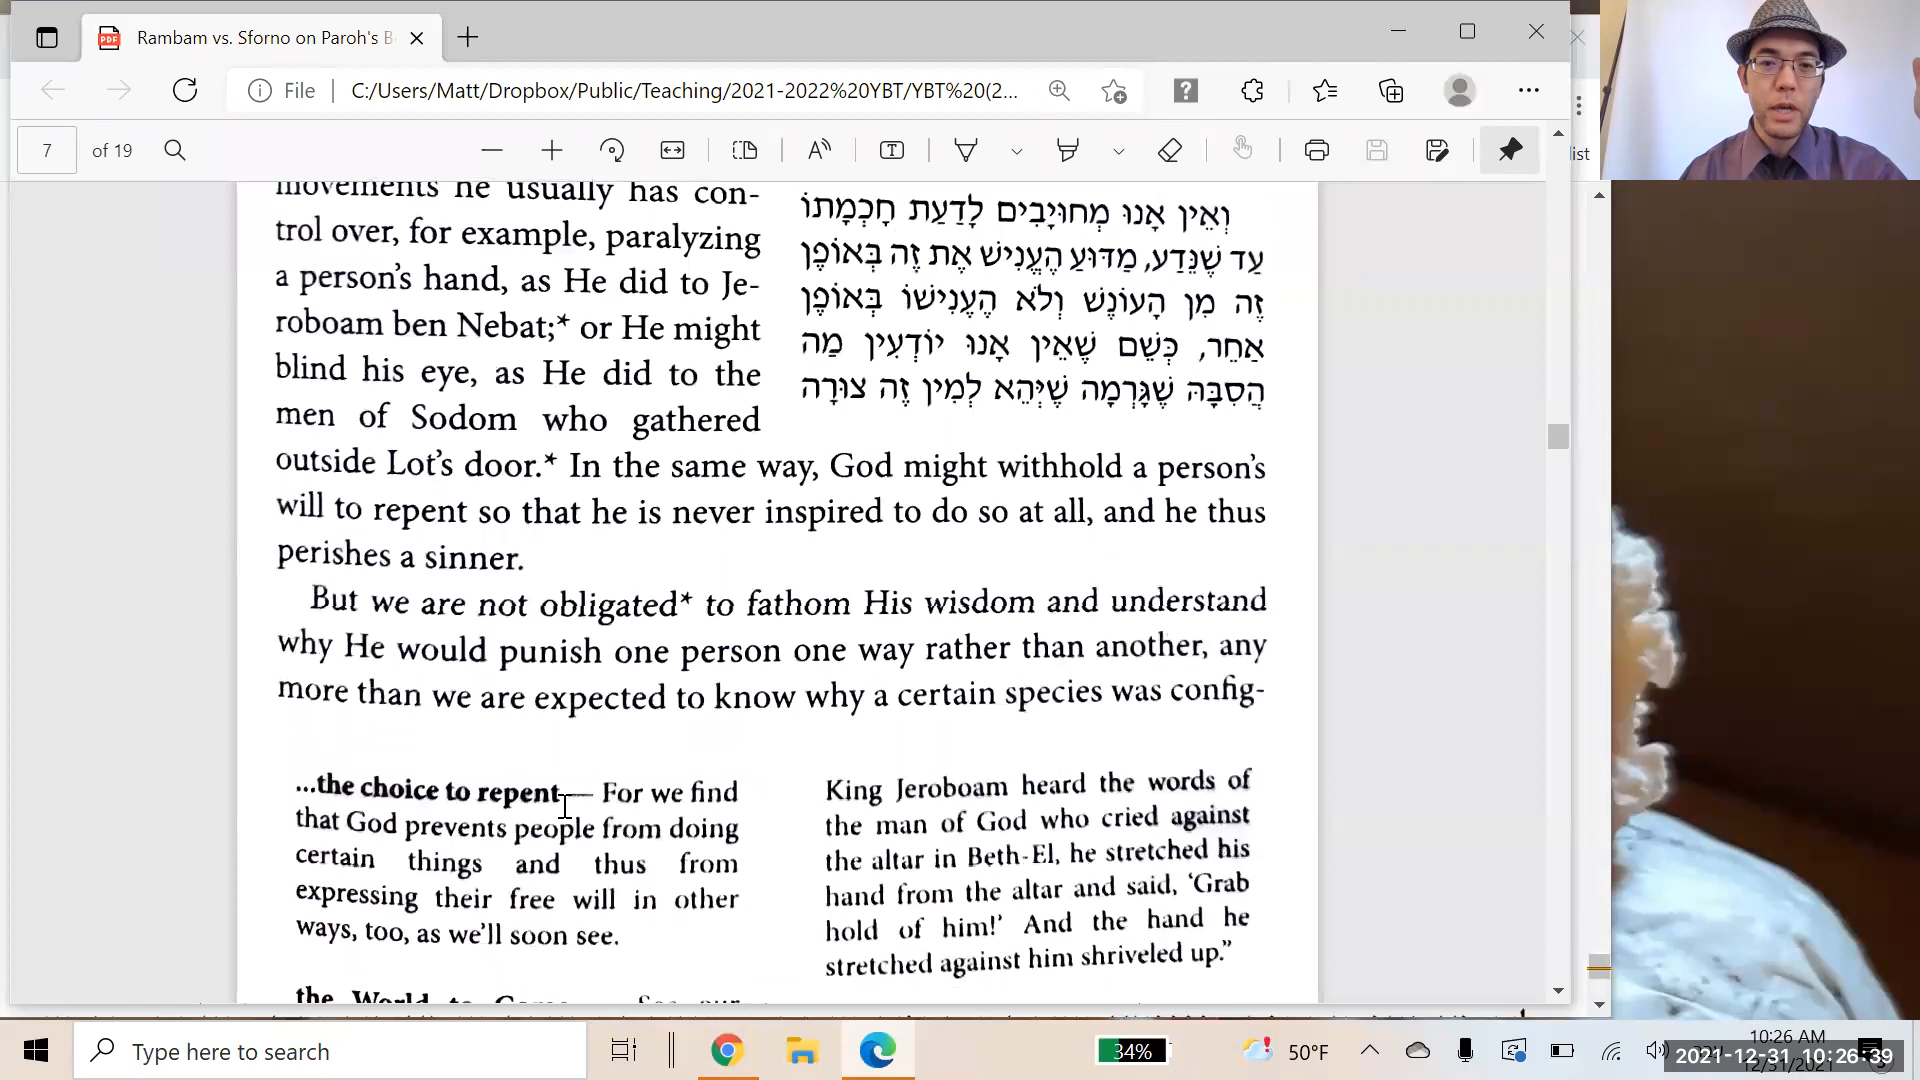 Rambam vs. Sforno on Paroh's B
File C:/Users/Matt/Dropbox/Public/Teaching/2021-2022%20YBT/YBT%20(2...
7 of 19
list
movements he usually has con-
trol over, for example, paralyzing
a person's hand, as He did to Je-
roboam ben Nebat;* or He might
blind his eye, as He did to the
men of Sodom who gathered
וְאֵין אָנוּ מְחוּיָבִים לָדַעַת חָכְמָתוֹ
עַד שֶׁנֵּדַע, מַדּוּעַ הֶעֱנִישׁ אֶת זֶה בְּאוֹפֶן
זֶה מִן הָעוֹנֶשׁ וְלֹא הֶעֱנִישׁוֹ בְּאוֹפֶן
אַחֵר, כְּשֵׁם שֶׁאֵין אָנוּ יוֹדְעִין מַה
הַסִּבָּה שֶׁגָּרְמָה שֶׁיְּהֵא לְמִין זֶה צוּרָה
outside Lot's door.* In the same way, God might withhold a person's
will to repent so that he is never inspired to do so at all, and he thus
perishes a sinner.
But we are not obligated* to fathom His wisdom and understand
why He would punish one person one way rather than another, any
more than we are expected to know why a certain species was config-
...the choice to repent— For we find
that God prevents people from doing
certain things and thus from
expressing their free will in other
ways, too, as we'll soon see.
King Jeroboam heard the words of
the man of God who cried against
the altar in Beth-El, he stretched his
hand from the altar and said, 'Grab
hold of him!' And the hand he
stretched against him shriveled up."
Type here to search
34%
50°F
10:26 AM
2021-12-31 10:26:39